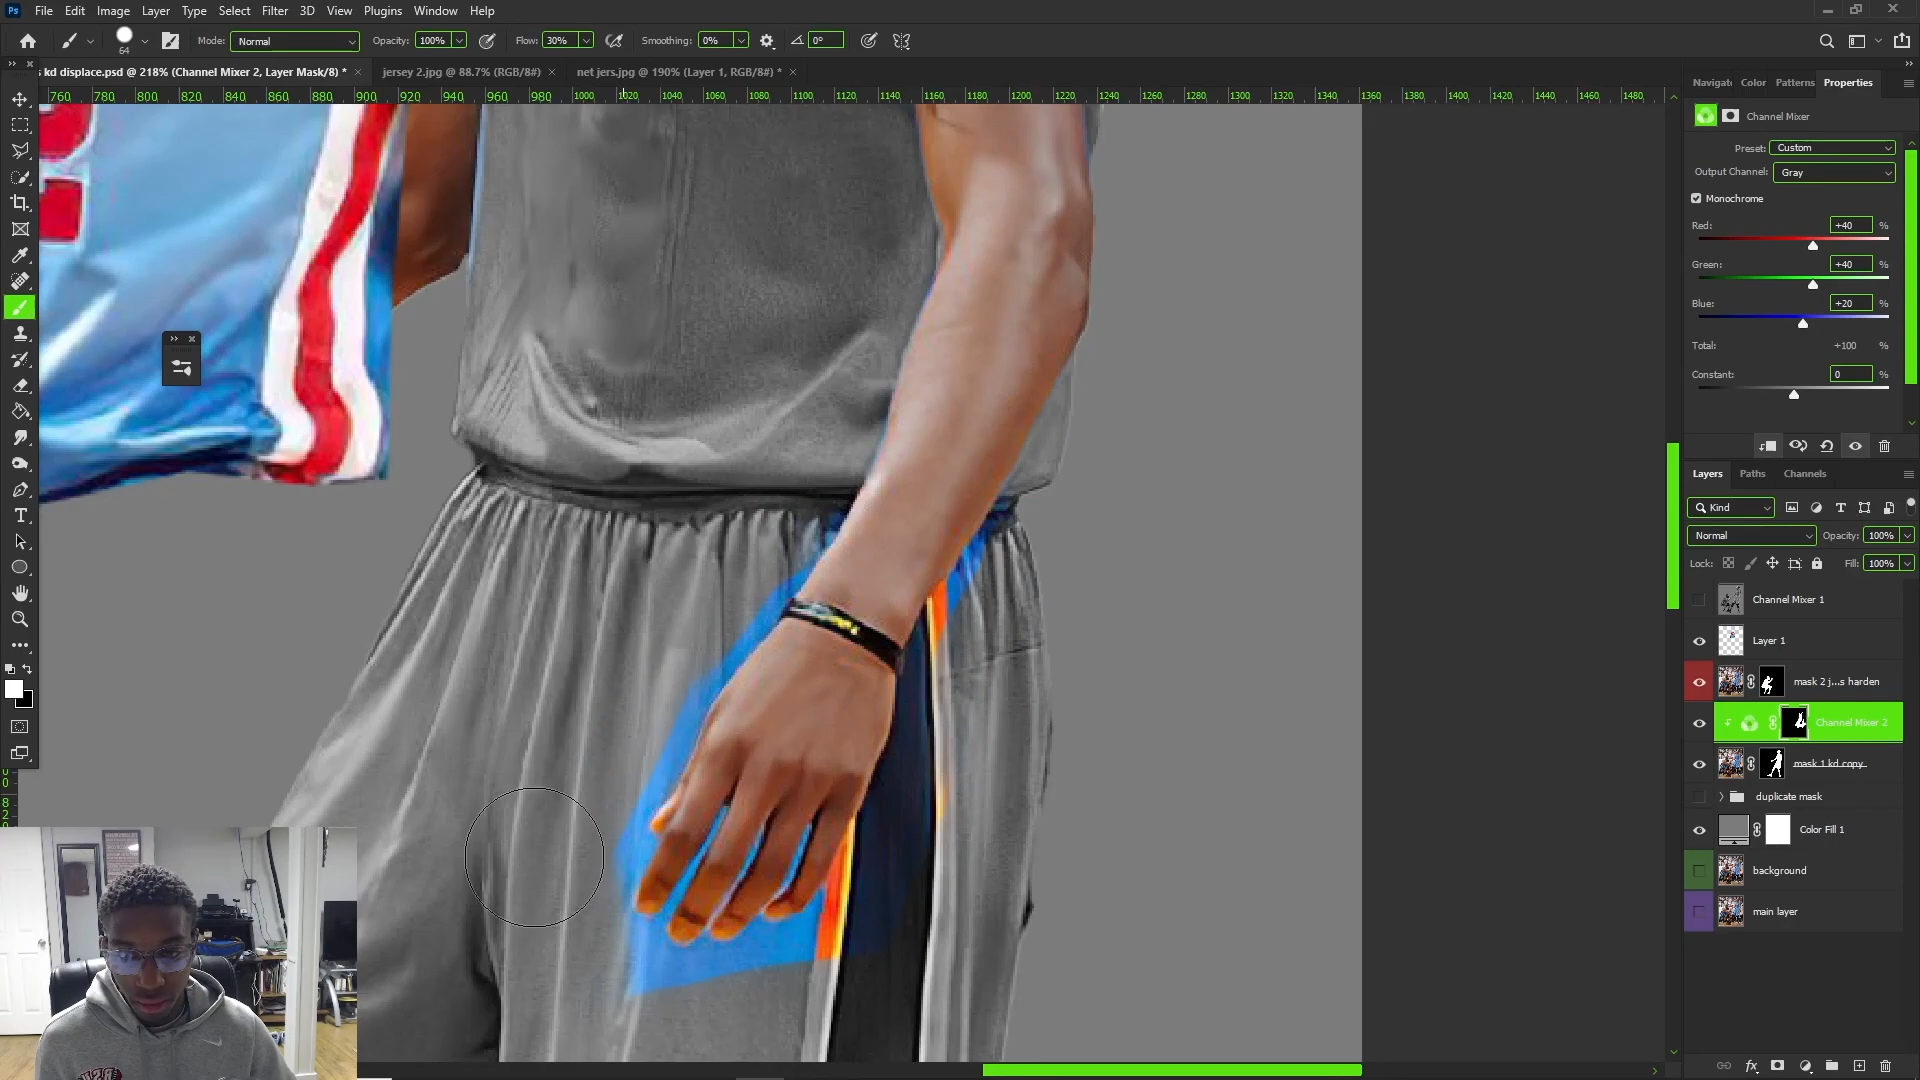 Ps File Edit Image Layer Type Select Filter 3D View Plugins Window Help
64 Mode: Normal Opacity: 100% Flow: 30% Smoothing: 0% 0°
s kd displace.psd @ 218% (Channel Mixer 2, Layer Mask/8) * × jersey 2.jpg @ 88.7% (RGB/8#) × net jers.jpg @ 190% (Layer 1, RGB/8#) * ×
760 780 800 820 840 860 880 900 920 940 960 980 1000 1020 1040 1060 1080 1100 1120 1140 1160 1180 1200 1220 1240 1260 1280 1300 1320 1340 1360 1380 1400 1420 1440 1460 1480
Navigate Color Patterns Properties
Channel Mixer
Preset: Custom
Output Channel: Gray
Monochrome
Red: +40 %
Green: +40 %
Blue: +20 %
Total: +100 %
Constant: 0 %
Layers Paths Channels
Kind
Normal Opacity: 100%
Lock: Fill: 100%
Channel Mixer 1
Layer 1
mask 2 j...s harden
Channel Mixer 2
mask 1 kd copy
duplicate mask
Color Fill 1
background
main layer